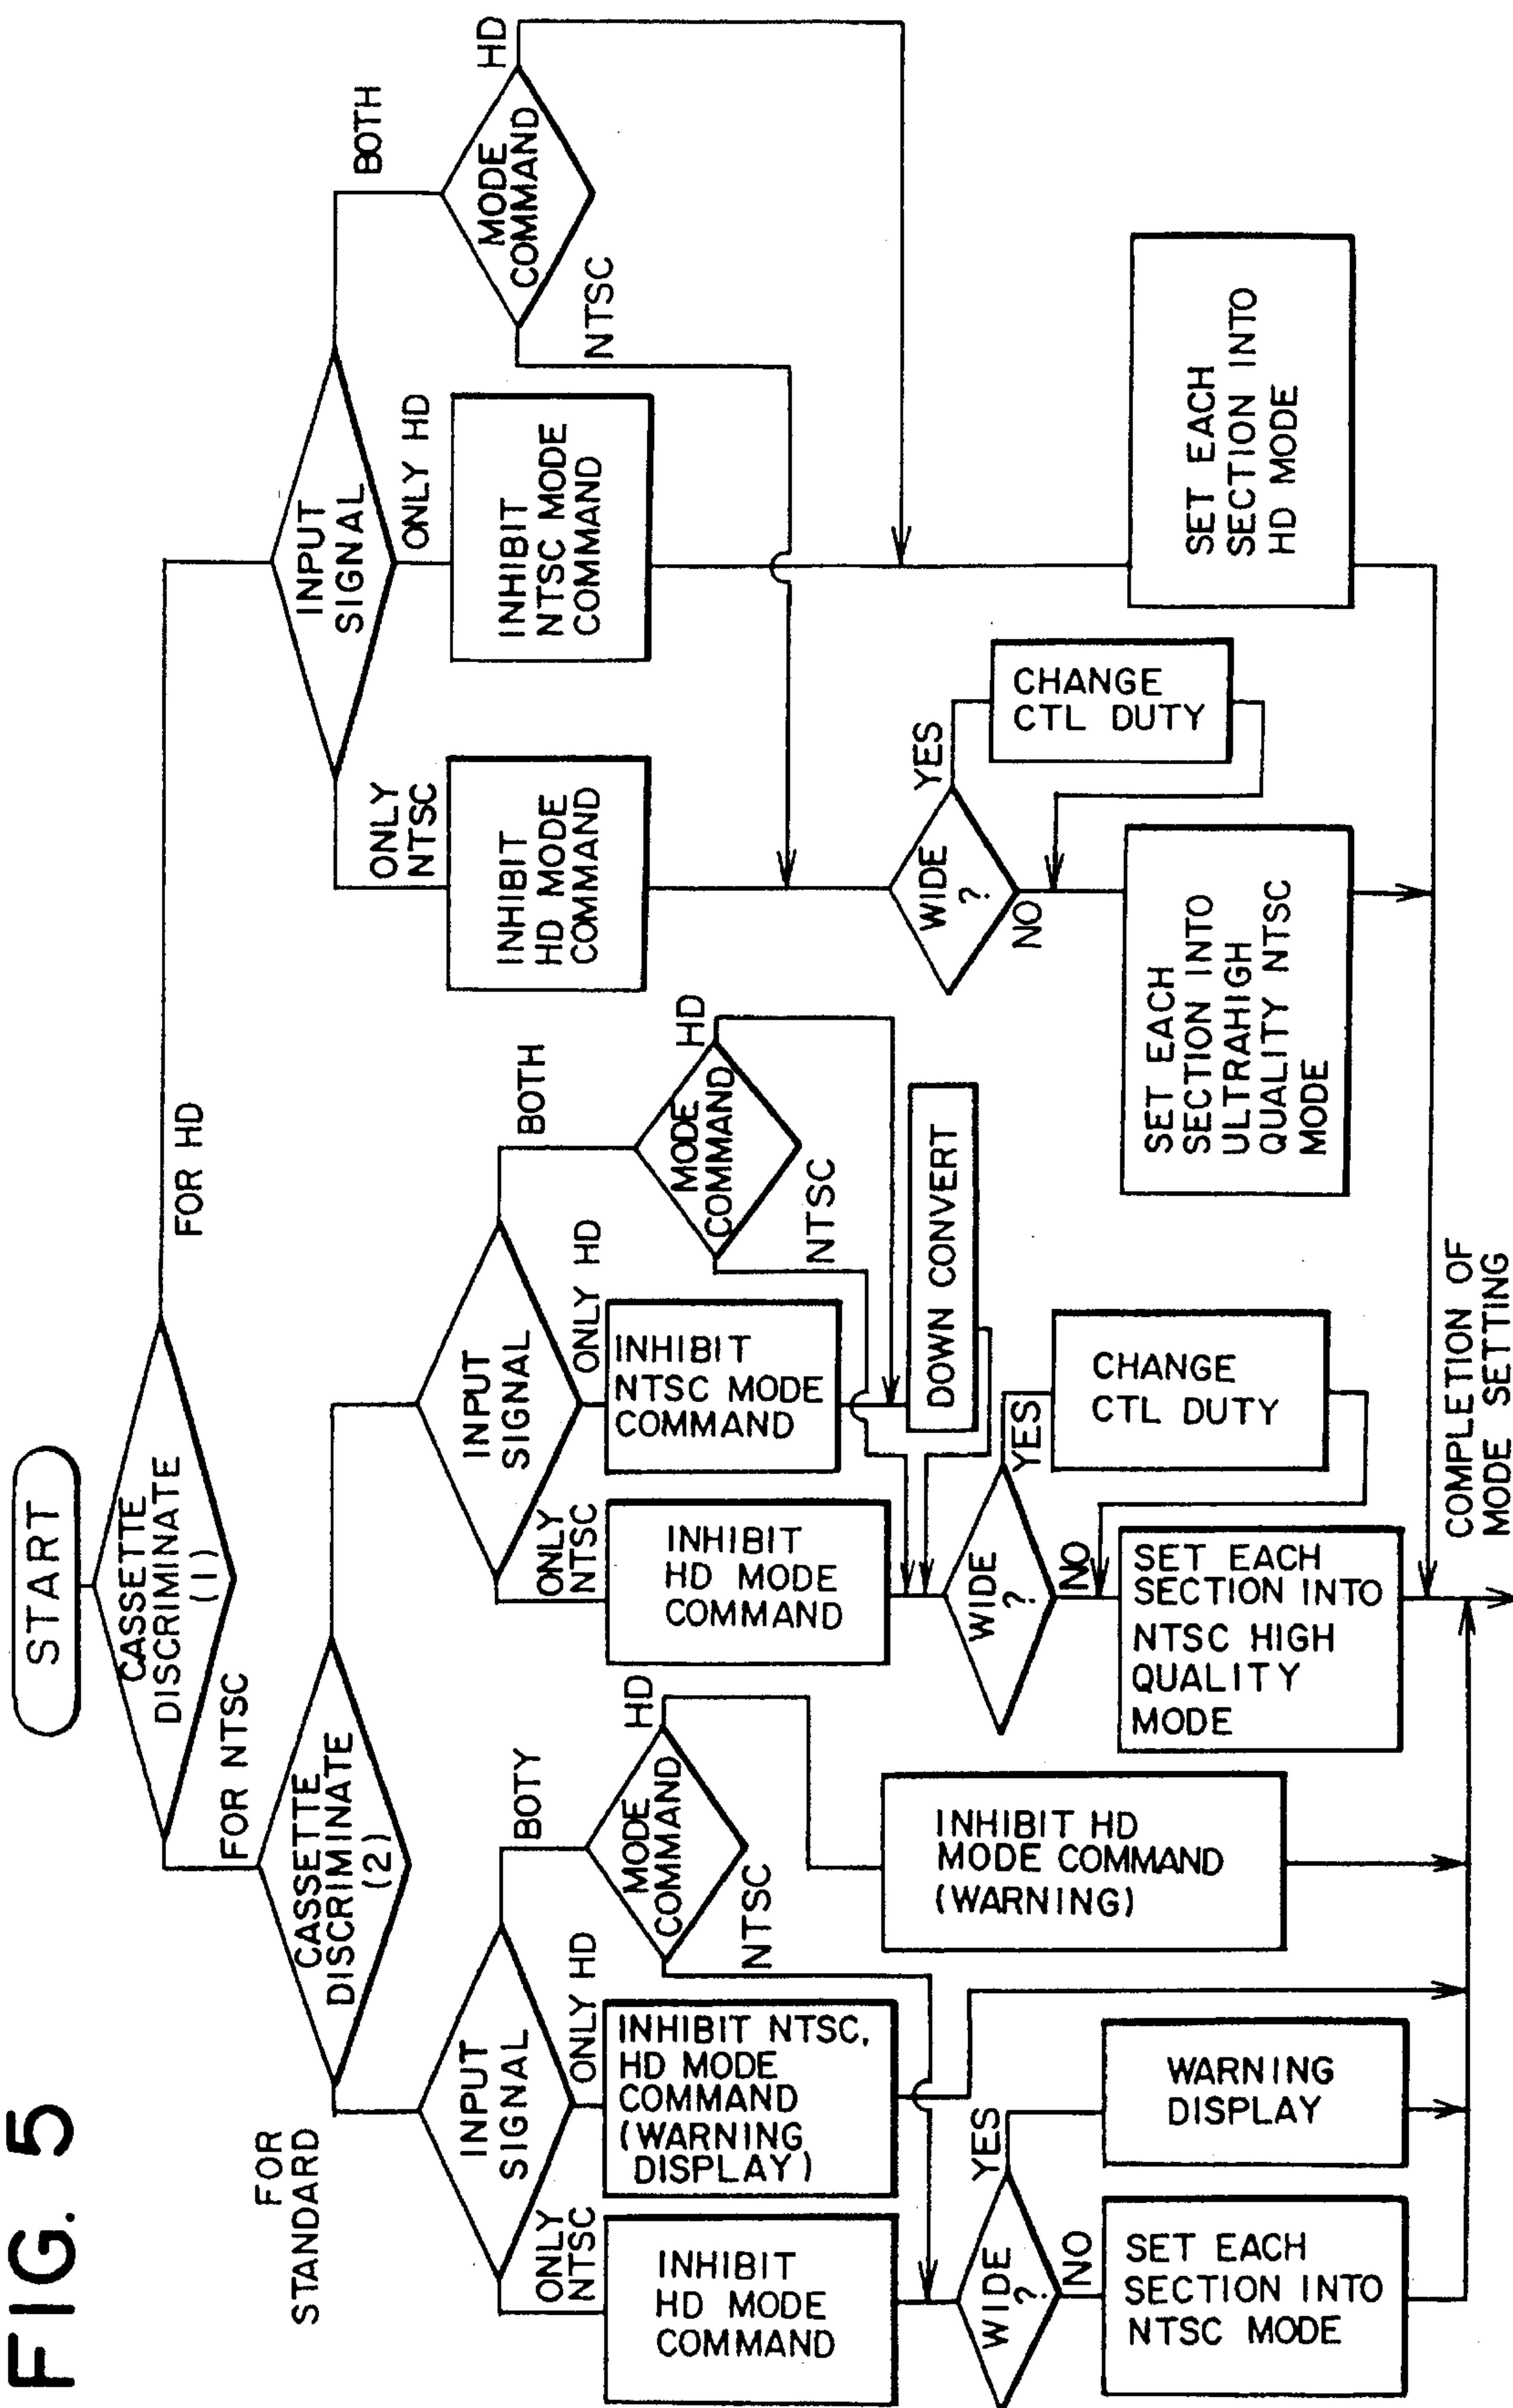 FIG. 5
START
CASSETTE
DISCRIMINATE
(1)
FOR NTSC
FOR HD
CASSETTE
DISCRIMINATE
(2)
FOR
STANDARD
INPUT
SIGNAL
ONLY
NTSC
ONLY HD
BOTY
INHIBIT
HD MODE
COMMAND
INHIBIT NTSC,
HD MODE
COMMAND
(WARNING
DISPLAY)
MODE
COMMAND
NTSC
HD
INHIBIT HD
MODE COMMAND
(WARNING)
WIDE
?
YES
NO
WARNING
DISPLAY
SET EACH
SECTION INTO
NTSC MODE
INPUT
SIGNAL
ONLY
NTSC
ONLY HD
BOTH
INHIBIT
HD MODE
COMMAND
INHIBIT
NTSC MODE
COMMAND
MODE
COMMAND
NTSC
HD
DOWN CONVERT
WIDE
?
YES
NO
CHANGE
CTL DUTY
SET EACH
SECTION INTO
NTSC HIGH
QUALITY
MODE
INPUT
SIGNAL
ONLY
NTSC
ONLY HD
BOTH
INHIBIT
HD MODE
COMMAND
INHIBIT
NTSC MODE
COMMAND
MODE
COMMAND
NTSC
HD
WIDE
?
YES
NO
CHANGE
CTL DUTY
SET EACH
SECTION INTO
ULTRAHIGH
QUALITY NTSC
MODE
SET EACH
SECTION INTO
HD MODE
COMPLETION OF
MODE SETTING